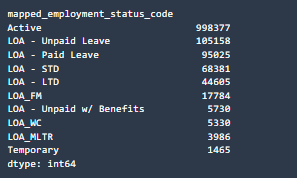 mapped_employment_status_code
Active 998377
LOA - Unpaid Leave 105158
LOA - Paid Leave 95025
LOA - STD 68381
LOA - LTD 44605
LOA_FM 17784
LOA - Unpaid w/ Benefits 5730
LOA_WC 5330
LOA_MLTR 3986
Temporary 1465
dtype: int64